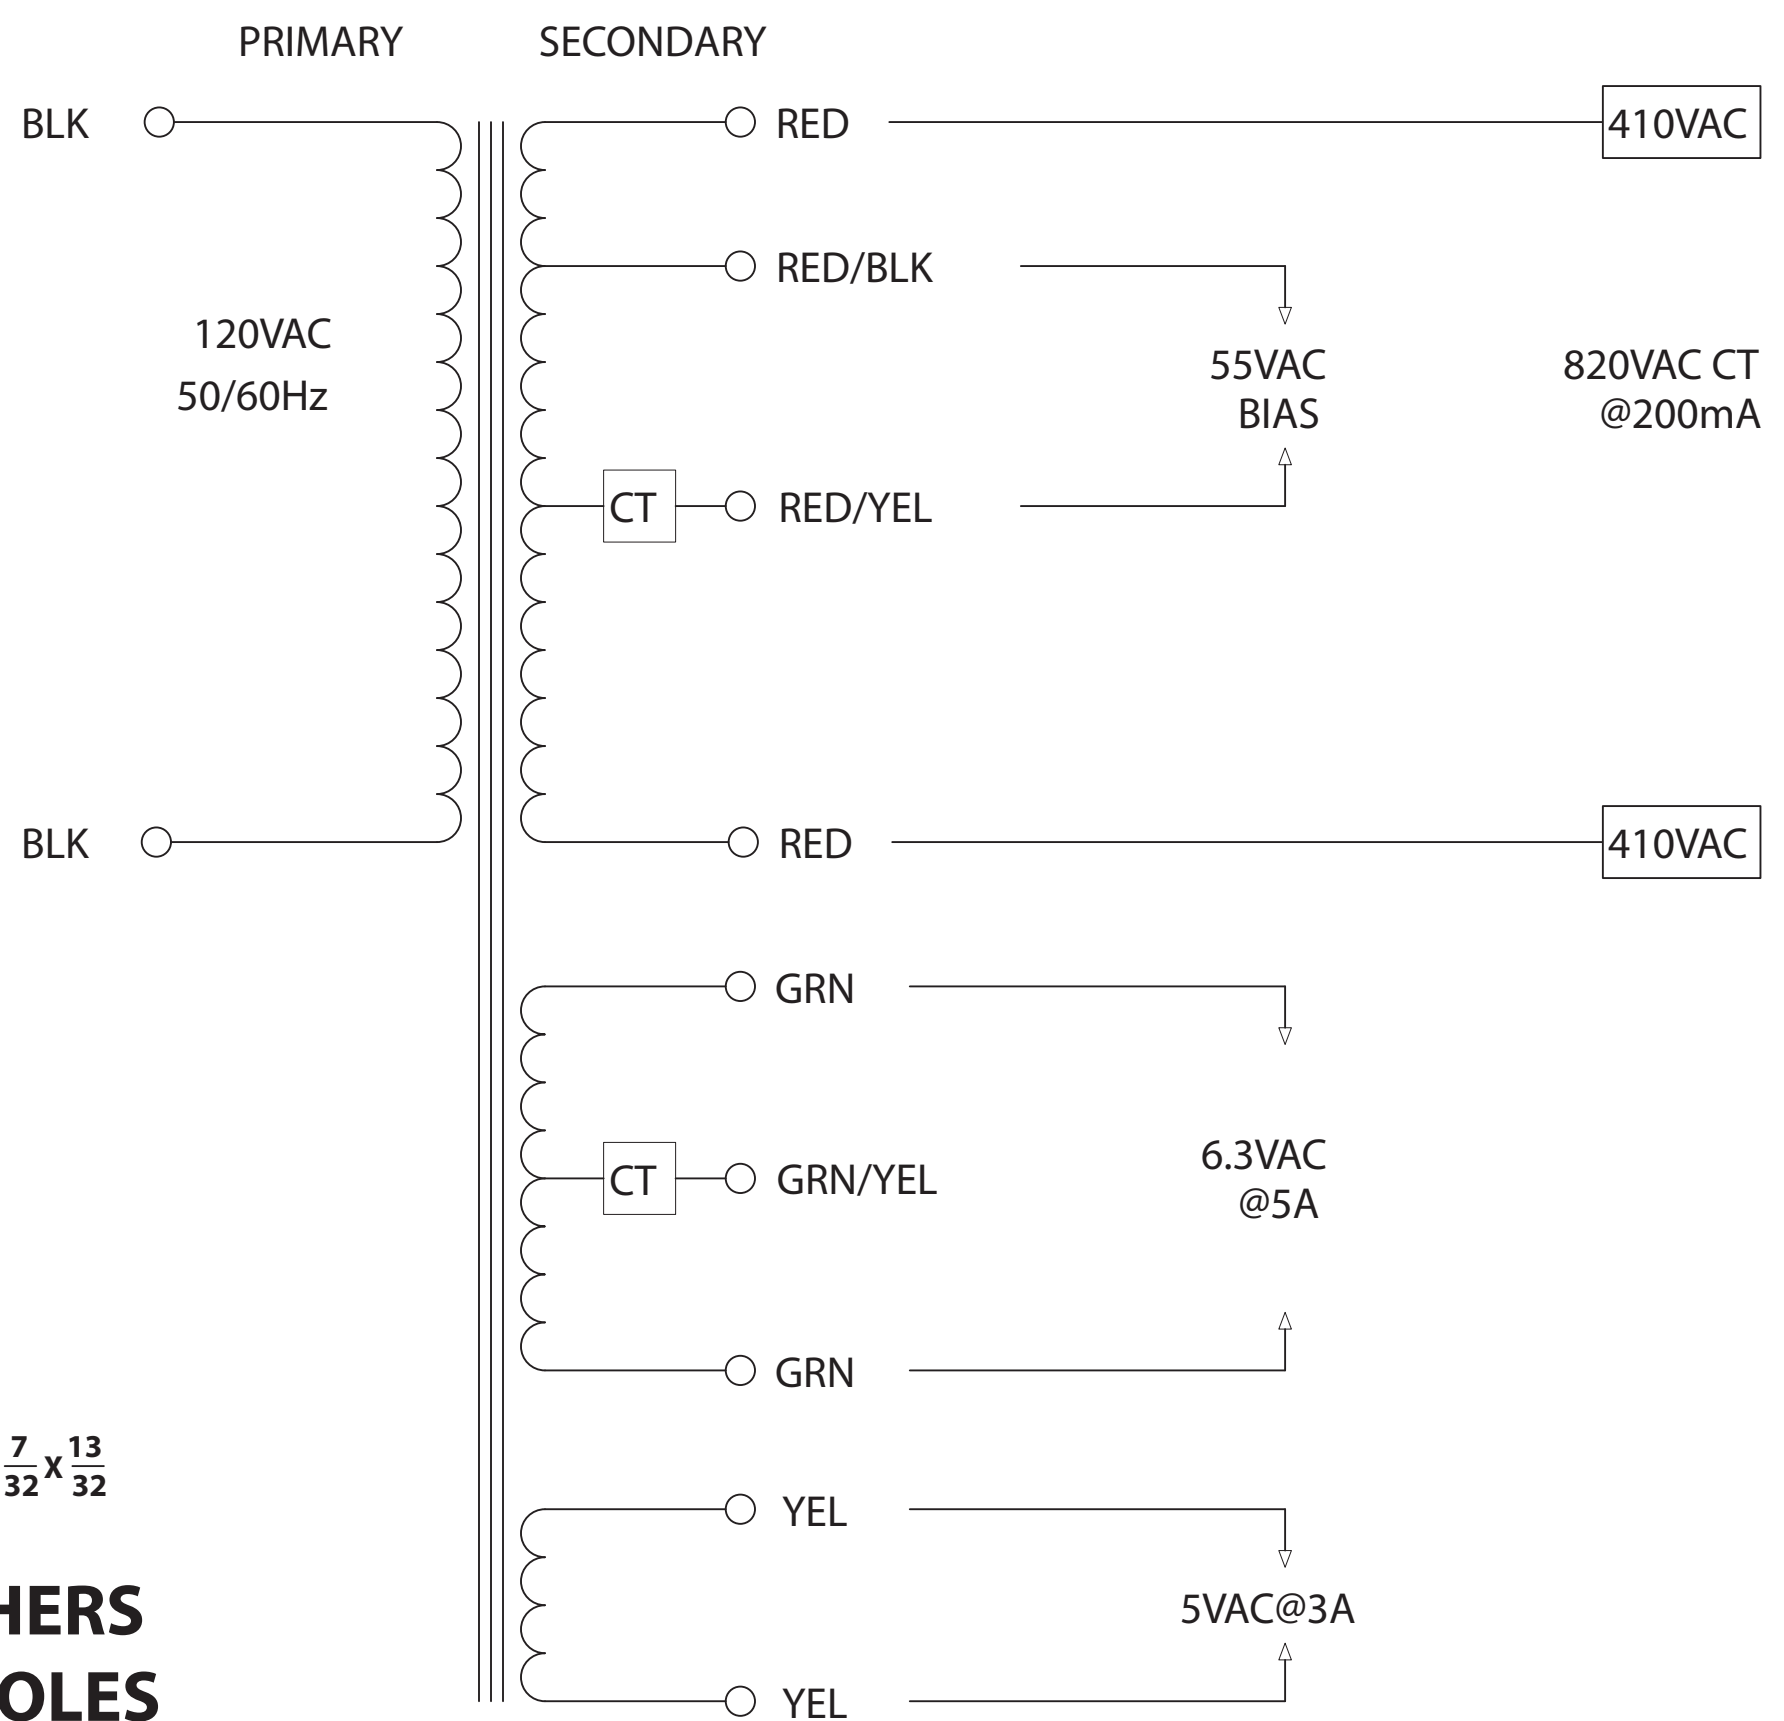 PRIMARY SECONDARY
BLK RED 410VAC
RED/BLK
120VAC
50/60Hz
55VAC
BIAS
820VAC CT
@200mA
CT RED/YEL
BLK RED 410VAC
GRN
CT GRN/YEL
6.3VAC
@5A
GRN
7/32 x 13/32
YEL
5VAC@3A
HERS
OLES
YEL